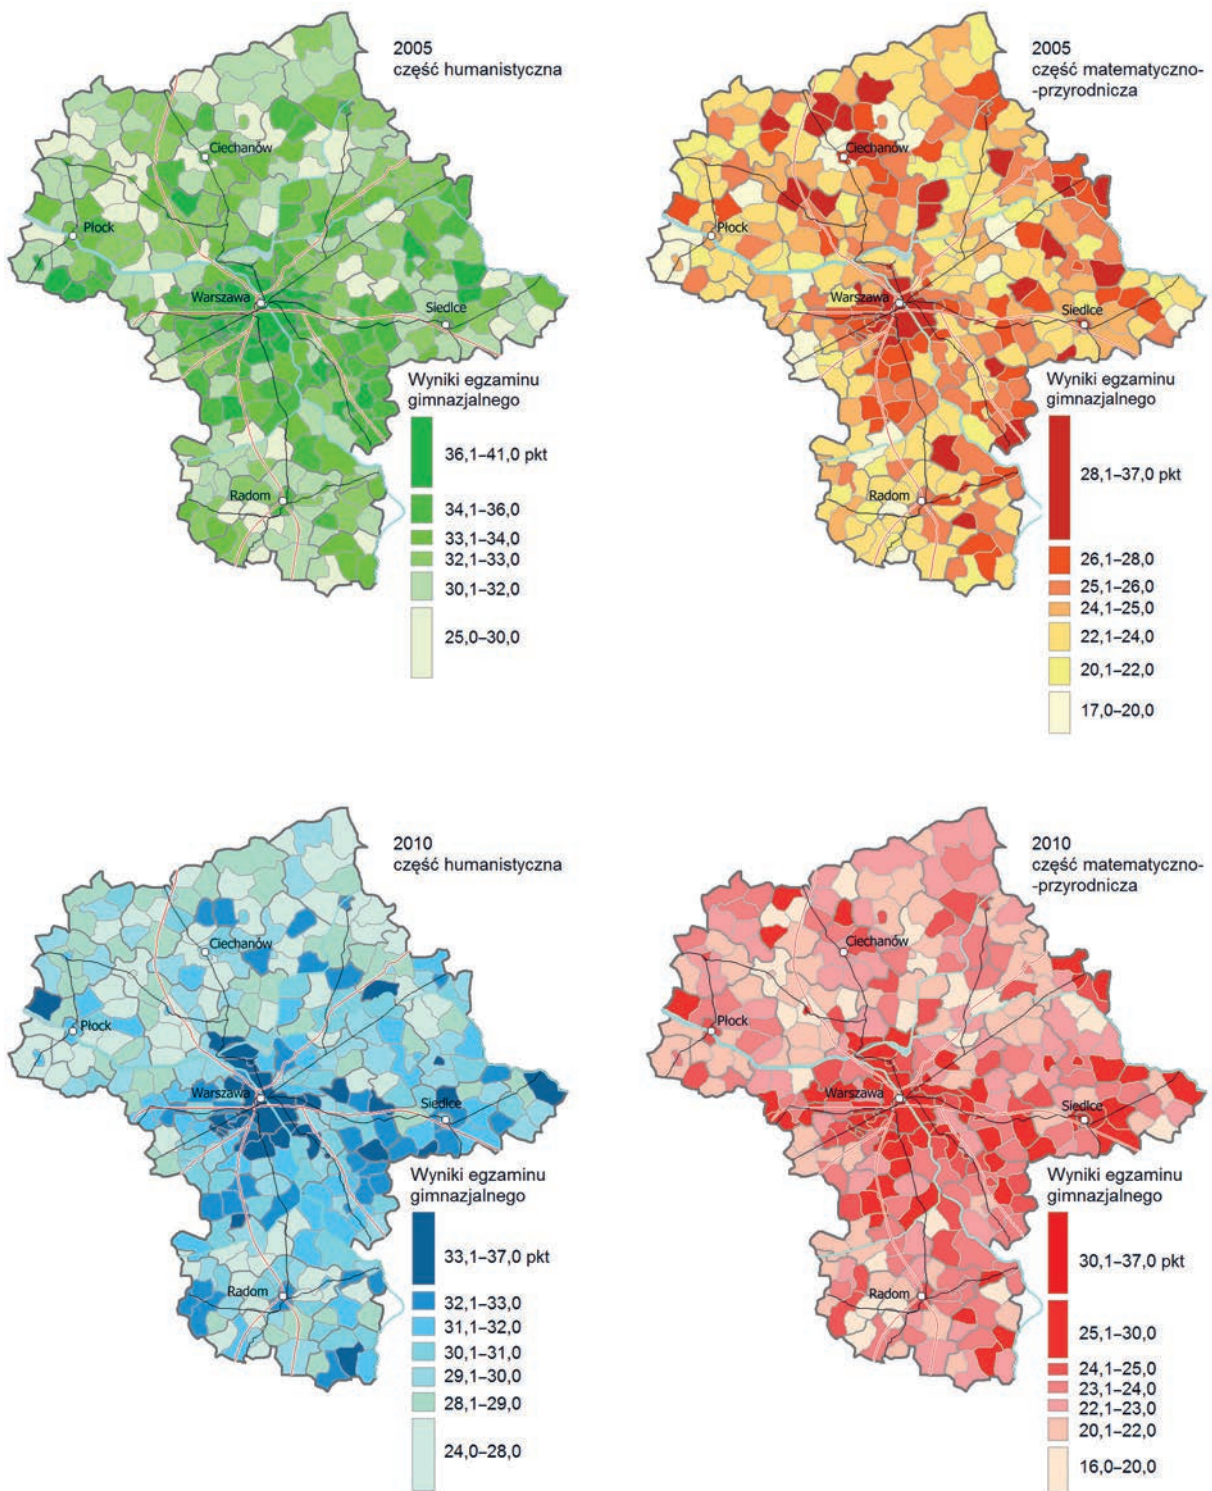 2005
część humanistyczna
Ciechanów
Płock
Warszawa
Siedlce
Radom
Wyniki egzaminu
gimnazjalnego
36,1–41,0 pkt
34,1–36,0
33,1–34,0
32,1–33,0
30,1–32,0
25,0–30,0
2005
część matematyczno-
-przyrodnicza
Ciechanów
Płock
Warszawa
Siedlce
Radom
Wyniki egzaminu
gimnazjalnego
28,1–37,0 pkt
26,1–28,0
25,1–26,0
24,1–25,0
22,1–24,0
20,1–22,0
17,0–20,0
2010
część humanistyczna
Ciechanów
Płock
Warszawa
Siedlce
Radom
Wyniki egzaminu
gimnazjalnego
33,1–37,0 pkt
32,1–33,0
31,1–32,0
30,1–31,0
29,1–30,0
28,1–29,0
24,0–28,0
2010
część matematyczno-
-przyrodnicza
Ciechanów
Płock
Warszawa
Siedlce
Radom
Wyniki egzaminu
gimnazjalnego
30,1–37,0 pkt
25,1–30,0
24,1–25,0
23,1–24,0
22,1–23,0
20,1–22,0
16,0–20,0